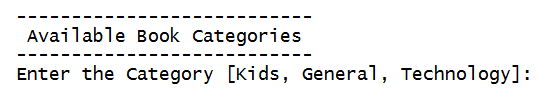 ---------------------------
 Available Book Categories
---------------------------
Enter the Category [Kids, General, Technology]: